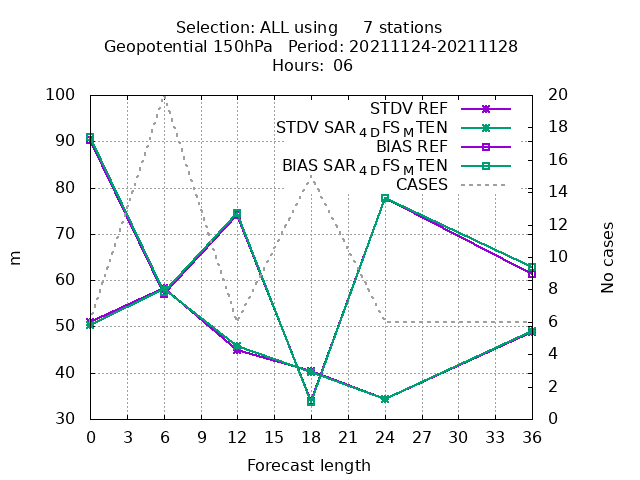 Selection: ALL using 7 stations
Geopotential 150hPa Period: 20211124-20211128
Hours: 06
100
90
80
70
60
50
40
30
20
18
16
14
12
10
8
6
4
2
0
STDV REF
STDV SAR4DFSMTEN
BIAS REF
BIAS SAR4DFSMTEN
CASES
m
No cases
0 3 6 9 12 15 18 21 24 27 30 33 36
Forecast length